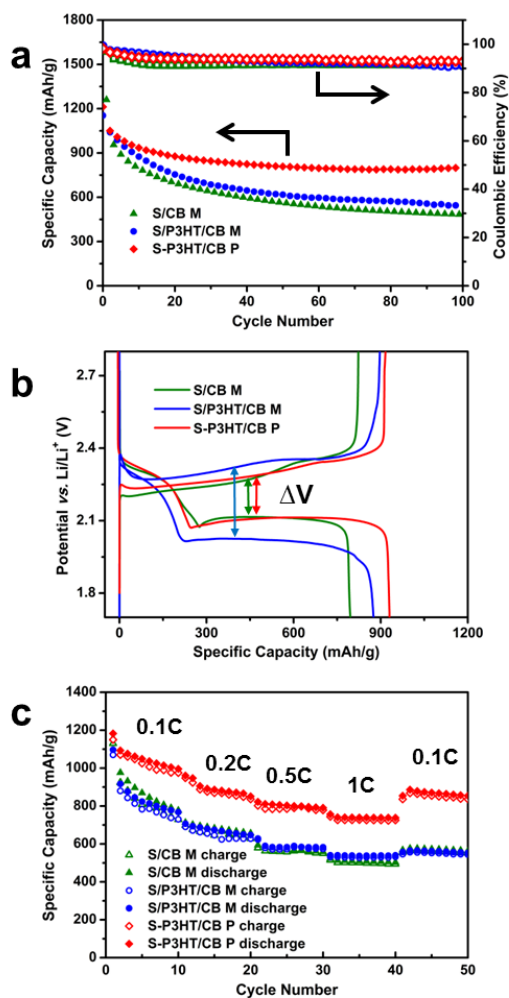 a
Specific Capacity (mAh/g)
1800
1500
1200
900
600
300
0
100
80
60
40
20
0
Coulombic Efficiency (%)
S/CB M
S/P3HT/CB M
S-P3HT/CB P
0 20 40 60 80 100
Cycle Number
b
Potential vs. Li/Li+ (V)
2.7
2.4
2.1
1.8
S/CB M
S/P3HT/CB M
S-P3HT/CB P
ΔV
0 300 600 900 1200
Specific Capacity (mAh/g)
c
Specific Capacity (mAh/g)
1400
1200
1000
800
600
400
200
0
0.1C
0.2C
0.5C
1C
0.1C
S/CB M charge
S/CB M discharge
S/P3HT/CB M charge
S/P3HT/CB M discharge
S-P3HT/CB P charge
S-P3HT/CB P discharge
0 10 20 30 40 50
Cycle Number